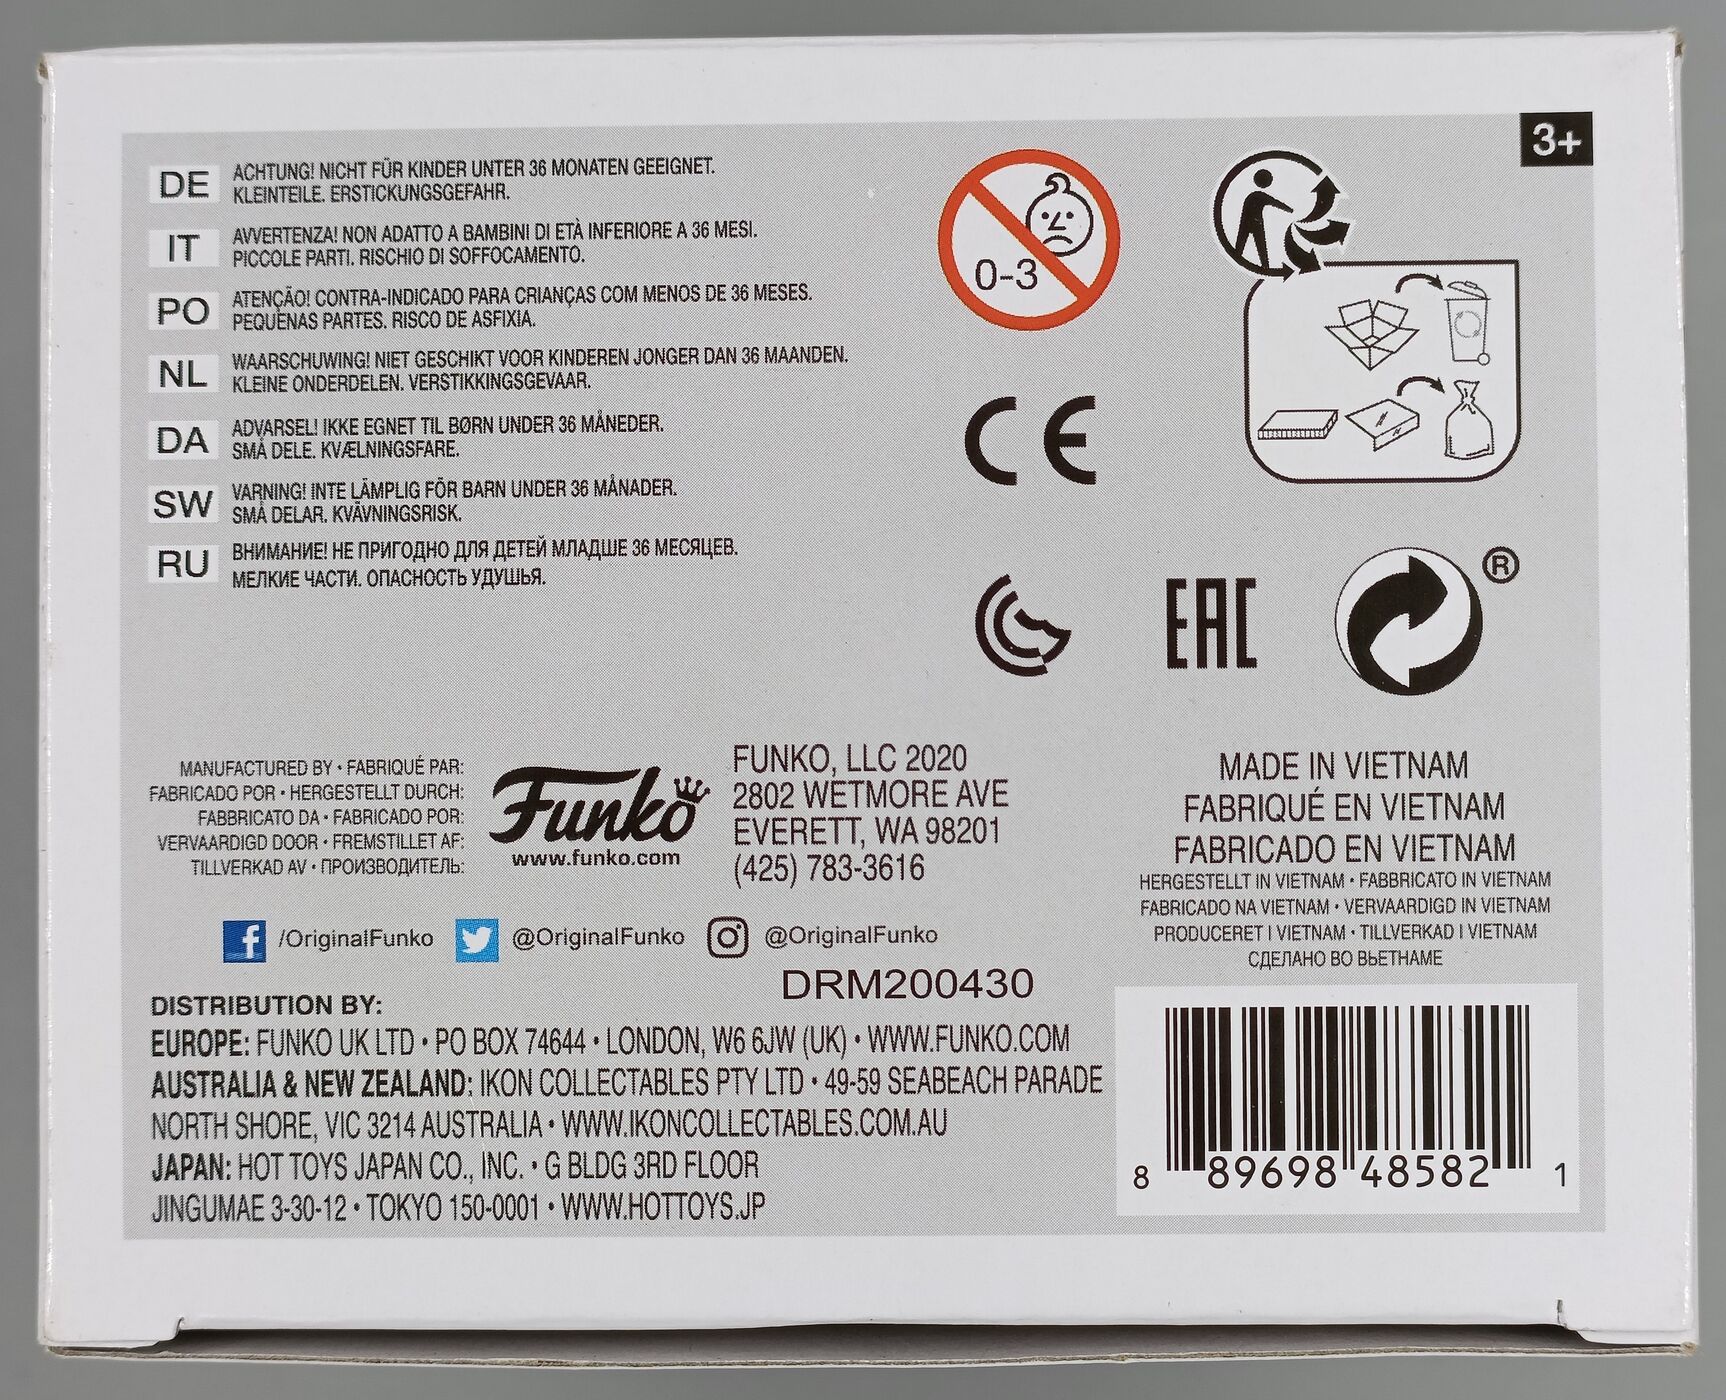 3+
DE
ACHTUNG! NICHT FÜR KINDER UNTER 36 MONATEN GEEIGNET.
KLEINTEILE. ERSTICKUNGSGEFAHR.
IT
AVVERTENZA! NON ADATTO A BAMBINI DI ETÀ INFERIORE A 36 MESI.
PICCOLE PARTI. RISCHIO DI SOFFOCAMENTO.
PO
ATENÇÃO! CONTRA-INDICADO PARA CRIANÇAS COM MENOS DE 36 MESES.
PEQUENAS PARTES. RISCO DE ASFIXIA.
NL
WAARSCHUWING! NIET GESCHIKT VOOR KINDEREN JONGER DAN 36 MAANDEN.
KLEINE ONDERDELEN. VERSTIKKINGSGEVAAR.
DA
ADVARSEL! IKKE EGNET TIL BØRN UNDER 36 MÅNEDER.
SMÅ DELE. KVÆLNINGSFARE.
SW
VARNING! INTE LÄMPLIG FÖR BARN UNDER 36 MÅNADER.
SMÅ DELAR. KVÄVNINGSRISK.
RU
ВНИМАНИЕ! НЕ ПРИГОДНО ДЛЯ ДЕТЕЙ МЛАДШЕ 36 МЕСЯЦЕВ.
МЕЛКИЕ ЧАСТИ. ОПАСНОСТЬ УДУШЬЯ.
0-3
CE
EAC
®
MANUFACTURED BY • FABRIQUÉ PAR:
FABRICADO POR • HERGESTELLT DURCH:
FABBRICATO DA • FABRICADO POR:
VERVAARDIGD DOOR • FREMSTILLET AF:
TILLVERKAD AV • ПРОИЗВОДИТЕЛЬ:
Funko
www.funko.com
FUNKO, LLC 2020
2802 WETMORE AVE
EVERETT, WA 98201
(425) 783-3616
MADE IN VIETNAM
FABRIQUÉ EN VIETNAM
FABRICADO EN VIETNAM
HERGESTELLT IN VIETNAM • FABBRICATO IN VIETNAM
FABRICADO NA VIETNAM • VERVAARDIGD IN VIETNAM
PRODUCERET I VIETNAM • TILLVERKAD I VIETNAM
СДЕЛАНО ВО ВЬЕТНАМЕ
/OriginalFunko
@OriginalFunko
@OriginalFunko
DRM200430
DISTRIBUTION BY:
EUROPE: FUNKO UK LTD • PO BOX 74644 • LONDON, W6 6JW (UK) • WWW.FUNKO.COM
AUSTRALIA & NEW ZEALAND: IKON COLLECTABLES PTY LTD • 49-59 SEABEACH PARADE
NORTH SHORE, VIC 3214 AUSTRALIA • WWW.IKONCOLLECTABLES.COM.AU
JAPAN: HOT TOYS JAPAN CO., INC. • G BLDG 3RD FLOOR
JINGUMAE 3-30-12 • TOKYO 150-0001 • WWW.HOTTOYS.JP
8 89698 48582 1